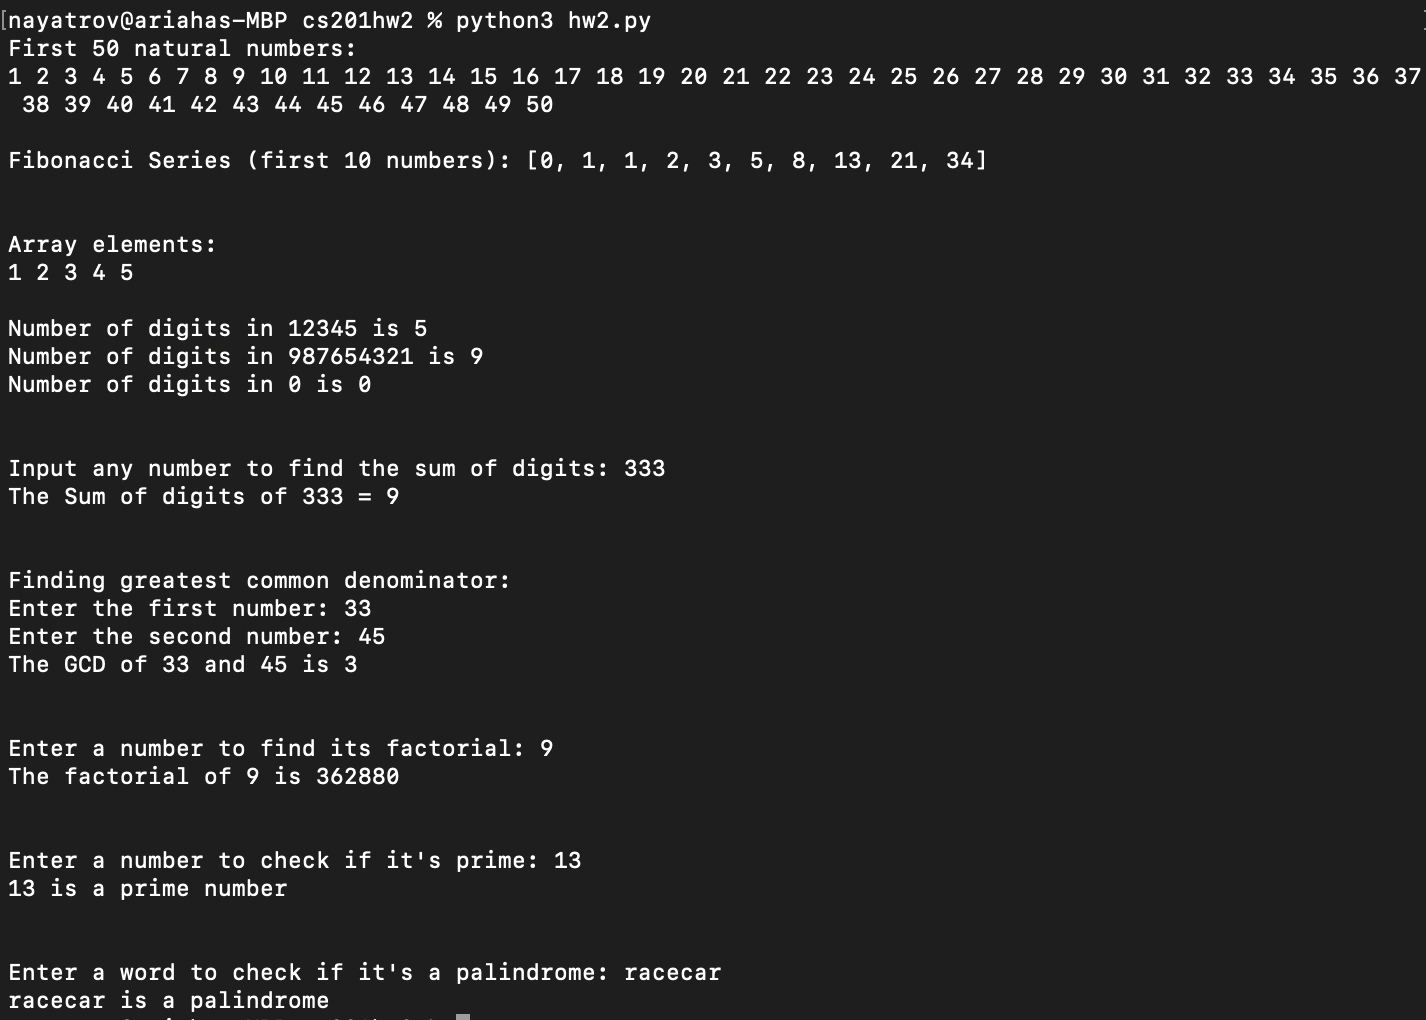 [nayatrov@ariahas-MBP cs201hw2 % python3 hw2.py
First 50 natural numbers:
1 2 3 4 5 6 7 8 9 10 11 12 13 14 15 16 17 18 19 20 21 22 23 24 25 26 27 28 29 30 31 32 33 34 35 36 37
38 39 40 41 42 43 44 45 46 47 48 49 50
Fibonacci Series (first 10 numbers): [0, 1, 1, 2, 3, 5, 8, 13, 21, 34]
Array elements:
1 2 3 4 5
Number of digits in 12345 is 5
Number of digits in 987654321 is 9
Number of digits in 0 is 0
Input any number to find the sum of digits: 333
The Sum of digits of 333 = 9
Finding greatest common denominator:
Enter the first number: 33
Enter the second number: 45
The GCD of 33 and 45 is 3
Enter a number to find its factorial: 9
The factorial of 9 is 362880
Enter a number to check if it's prime: 13
13 is a prime number
Enter a word to check if it's a palindrome: racecar
racecar is a palindrome